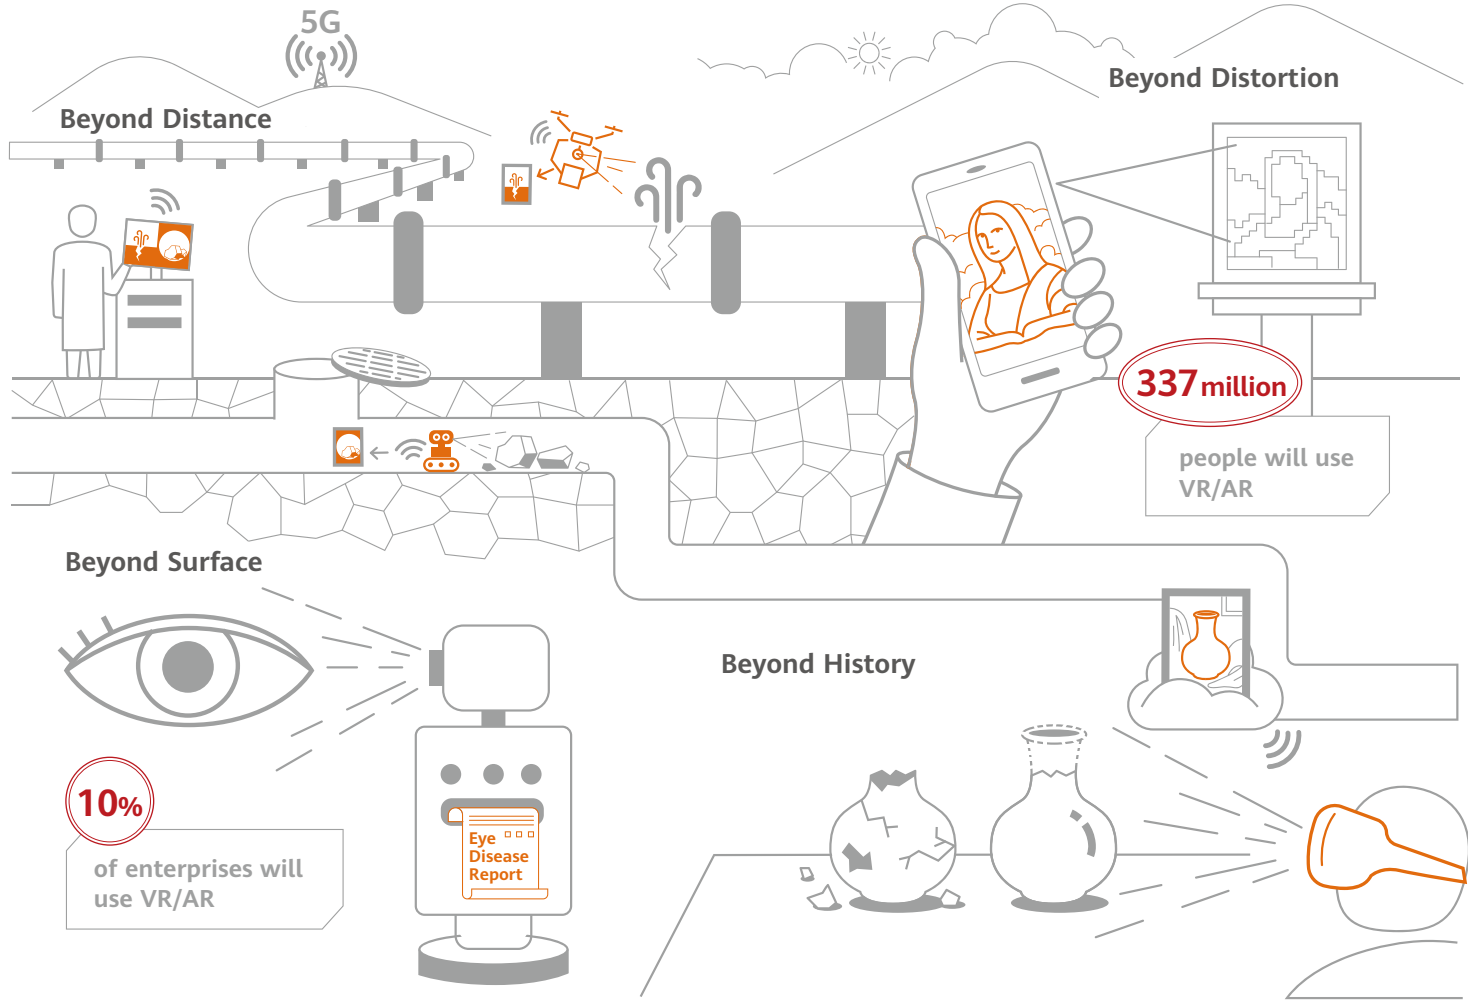 5G
Beyond Distance
Beyond Distortion
337 million
people will use
VR/AR
Beyond Surface
Beyond History
10%
of enterprises will
use VR/AR
Eye
Disease
Report